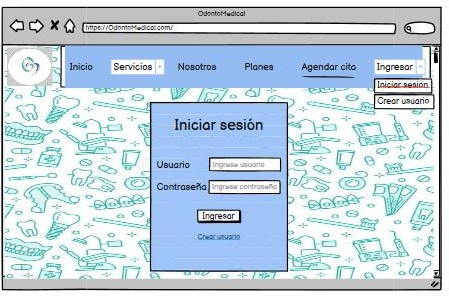 OdontoMedical
https://OdontoMedical.com/
Inicio Servicios Nosotros Planes Agendar cita Ingresar
Iniciar sesion
Crear usuario
Iniciar sesión
Usuario Ingrese usuario
Contraseña Ingrese contraseña
Ingresar
Crear usuario